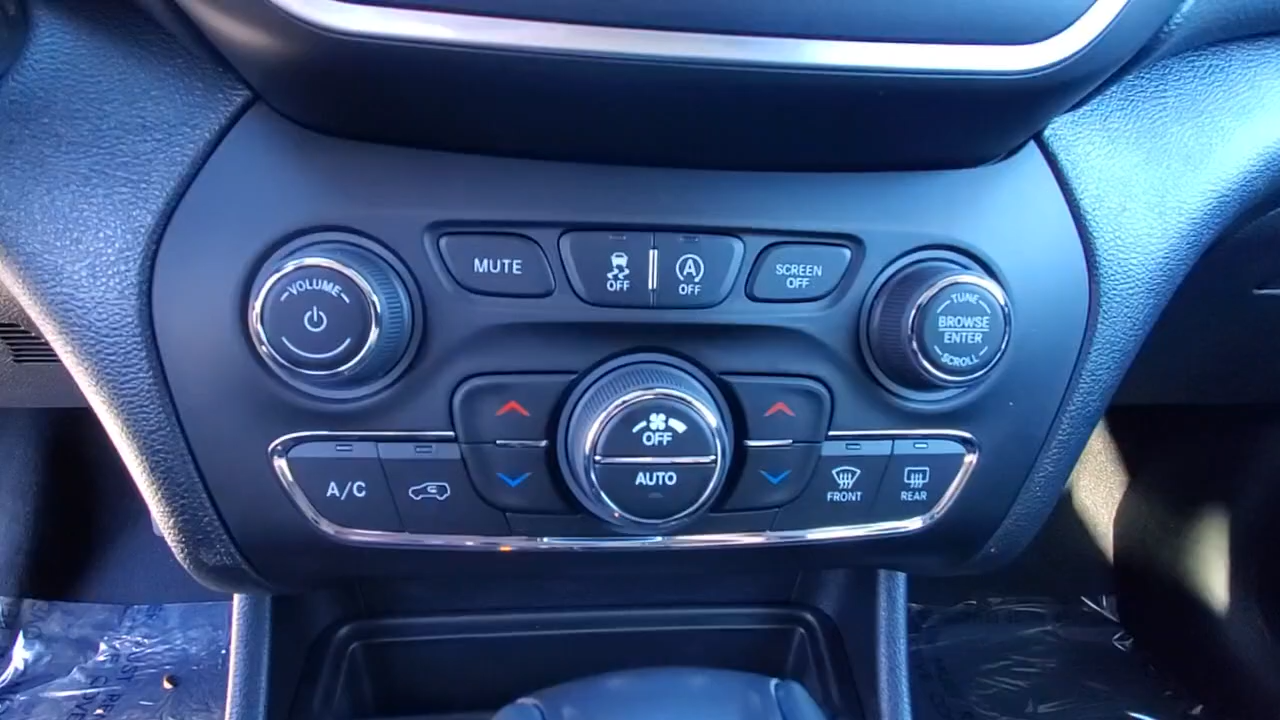 VOLUME
MUTE
OFF
A
OFF
SCREEN
OFF
TUNE
BROWSE
ENTER
SCROLL
OFF
AUTO
A/C
FRONT
REAR